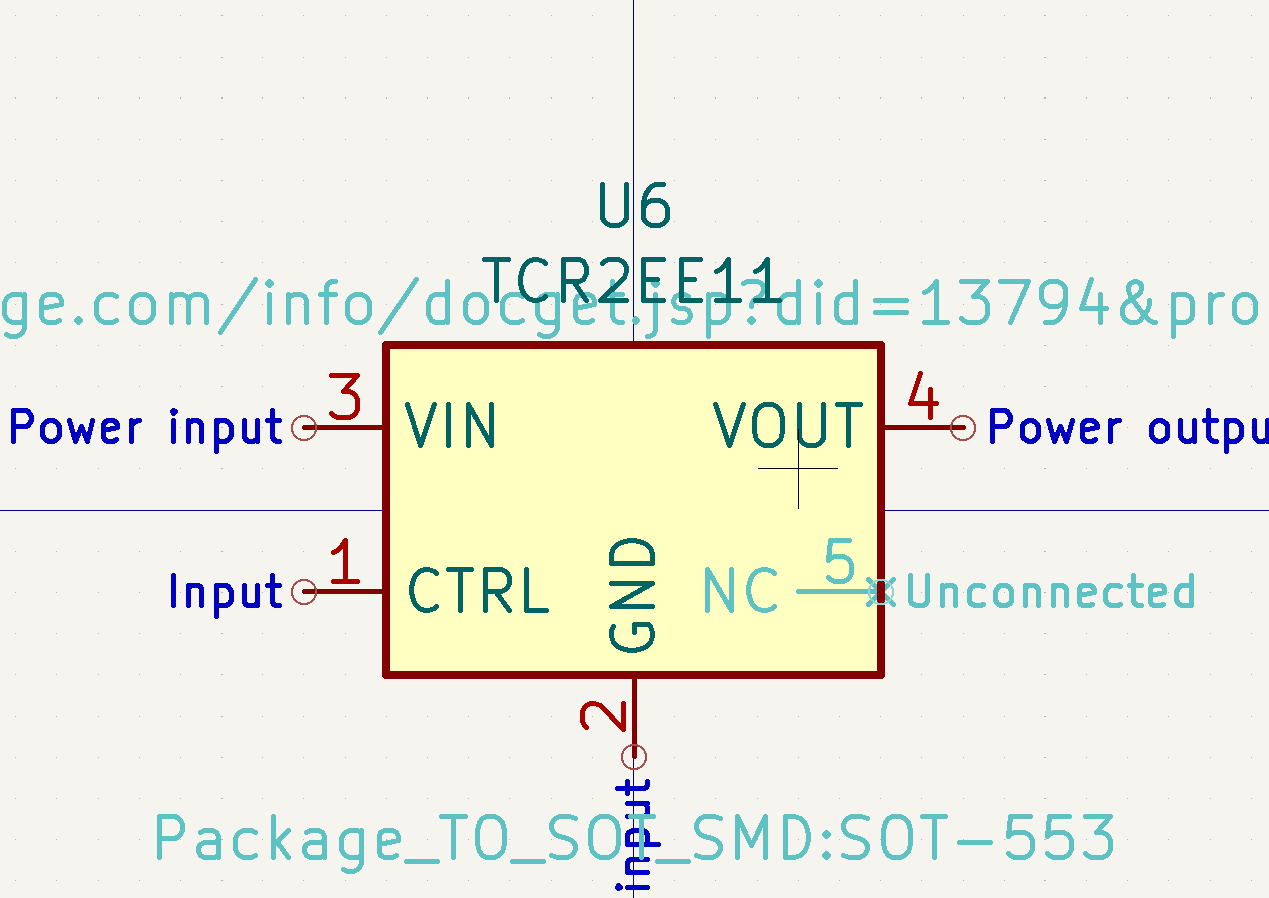 U6
TCR2EE11
ge.com/info/docget.jsp?did=13794&pro
3
4
Power input
VIN
VOUT
Power outpu
1
5
Input
CTRL
GND
NC
Unconnected
2
input
Package_TO_SOT_SMD:SOT-553